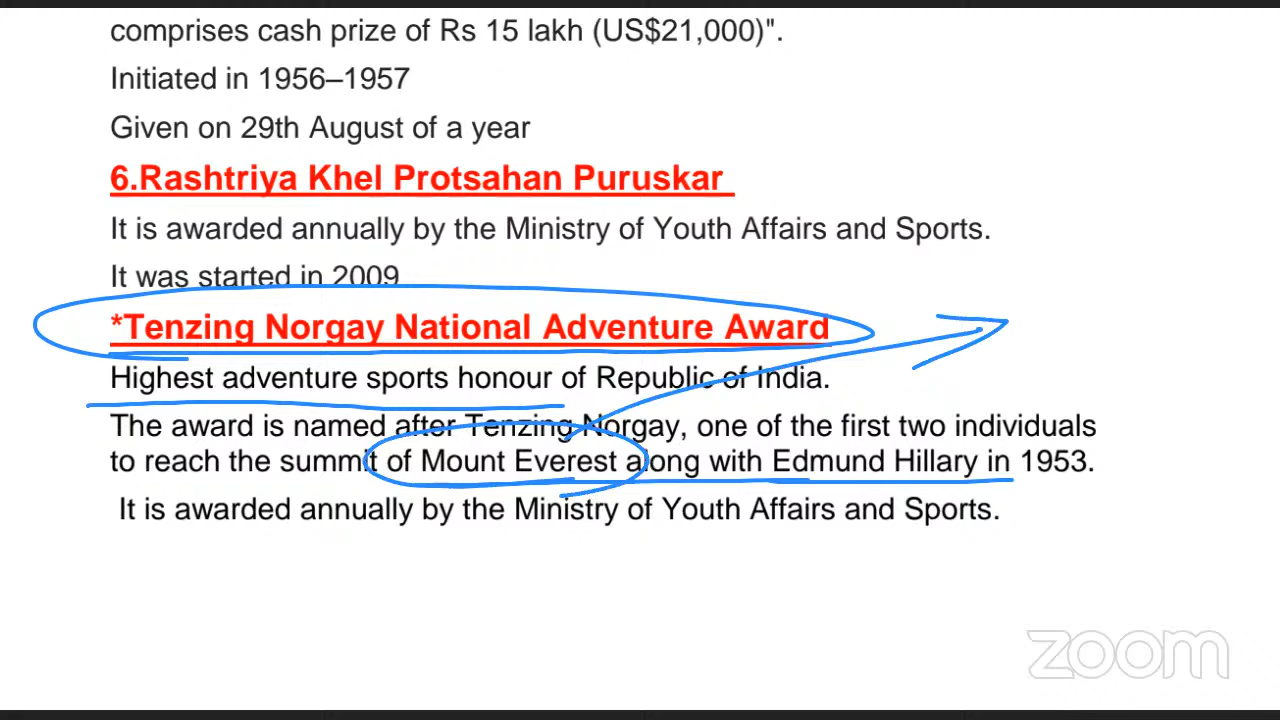 comprises cash prize of Rs 15 lakh (US$21,000)".
Initiated in 1956–1957
Given on 29th August of a year
6.Rashtriya Khel Protsahan Puruskar
It is awarded annually by the Ministry of Youth Affairs and Sports.
It was started in 2009
*Tenzing Norgay National Adventure Award
Highest adventure sports honour of Republic of India.
The award is named after Tenzing Norgay, one of the first two individuals
to reach the summit of Mount Everest along with Edmund Hillary in 1953.
It is awarded annually by the Ministry of Youth Affairs and Sports.
zoom